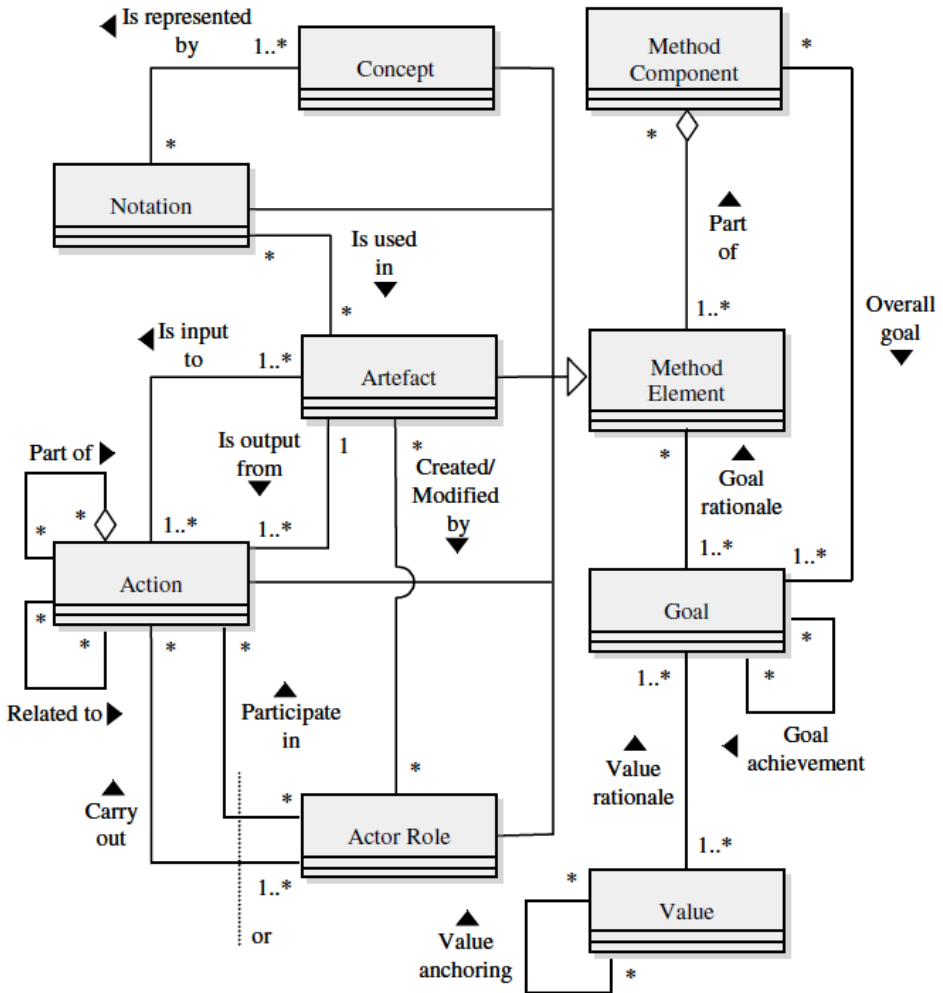 Is represented
by
1..*
Concept
Method
Component
*
*
*
Notation
*
Is used
in
Part
of
*
1..*
Is input
to
1..*
Artefact
Method
Element
Overall
goal
Part of
Is output
from
1
*
Created/
Modified
by
*
Goal
rationale
*
*
1..*
1..*
1..*
1..*
Action
Goal
*
*
*
*
*
*
1..*
Related to
Participate
in
Goal
achievement
Value
rationale
Carry
out
*
*
Actor Role
1..*
1..*
or
*
Value
Value
anchoring
*